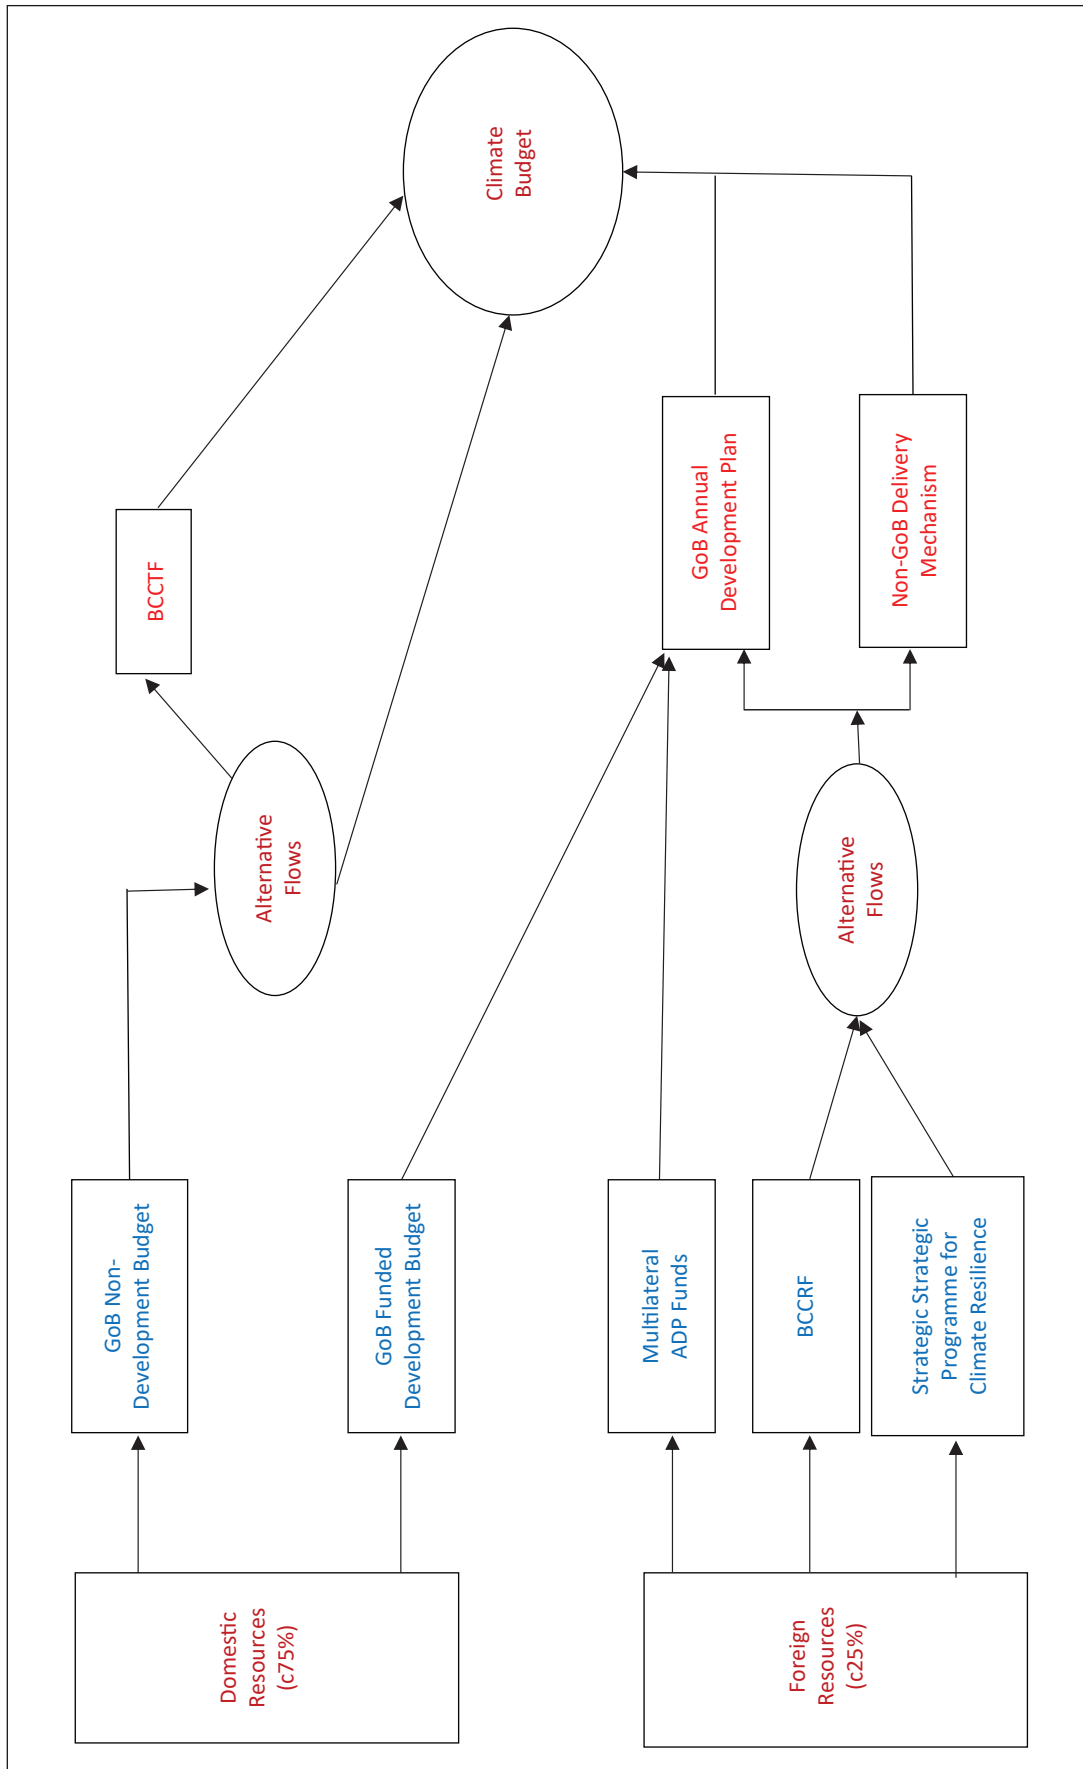 Domestic
Resources
(c75%)
Foreign
Resources
(c25%)
GoB Non-
Development Budget
GoB Funded
Development Budget
Multilateral
ADP Funds
BCCRF
Strategic Strategic
Programme for
Climate Resilience
Alternative
Flows
Alternative
Flows
BCCTF
GoB Annual
Development Plan
Non-GoB Delivery
Mechanism
Climate
Budget